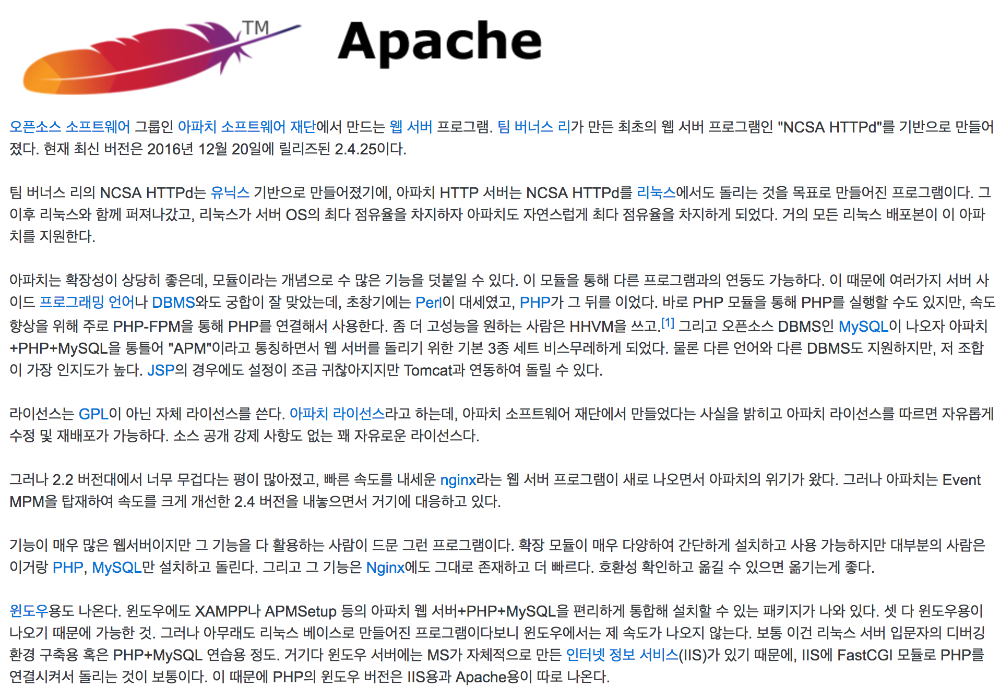 TM Apache
오픈소스 소프트웨어 그룹인 아파치 소프트웨어 재단에서 만드는 웹 서버 프로그램. 팀 버너스 리가 만든 최초의 웹 서버 프로그램인 "NCSA HTTPd"를 기반으로 만들어
졌다. 현재 최신 버전은 2016년 12월 20일에 릴리즈된 2.4.25이다.
팀 버너스 리의 NCSA HTTPd는 유닉스 기반으로 만들어졌기에, 아파치 HTTP 서버는 NCSA HTTPd를 리눅스에서도 돌리는 것을 목표로 만들어진 프로그램이다. 그
이후 리눅스와 함께 퍼져나갔고, 리눅스가 서버 OS의 최다 점유율을 차지하자 아파치도 자연스럽게 최다 점유율을 차지하게 되었다. 거의 모든 리눅스 배포본이 이 아파
치를 지원한다.
아파치는 확장성이 상당히 좋은데, 모듈이라는 개념으로 수 많은 기능을 덧붙일 수 있다. 이 모듈을 통해 다른 프로그램과의 연동도 가능하다. 이 때문에 여러가지 서버 사
이드 프로그래밍 언어나 DBMS와도 궁합이 잘 맞았는데, 초창기에는 Perl이 대세였고, PHP가 그 뒤를 이었다. 바로 PHP 모듈을 통해 PHP를 실행할 수도 있지만, 속도
향상을 위해 주로 PHP-FPM을 통해 PHP를 연결해서 사용한다. 좀 더 고성능을 원하는 사람은 HHVM을 쓰고.[1] 그리고 오픈소스 DBMS인 MySQL이 나오자 아파치
+PHP+MySQL을 통틀어 "APM"이라고 통칭하면서 웹 서버를 돌리기 위한 기본 3종 세트 비스무레하게 되었다. 물론 다른 언어와 다른 DBMS도 지원하지만, 저 조합
이 가장 인지도가 높다. JSP의 경우에도 설정이 조금 귀찮아지지만 Tomcat과 연동하여 돌릴 수 있다.
라이선스는 GPL이 아닌 자체 라이선스를 쓴다. 아파치 라이선스라고 하는데, 아파치 소프트웨어 재단에서 만들었다는 사실을 밝히고 아파치 라이선스를 따르면 자유롭게
수정 및 재배포가 가능하다. 소스 공개 강제 사항도 없는 꽤 자유로운 라이선스다.
그러나 2.2 버전대에서 너무 무겁다는 평이 많아졌고, 빠른 속도를 내세운 nginx라는 웹 서버 프로그램이 새로 나오면서 아파치의 위기가 왔다. 그러나 아파치는 Event
MPM을 탑재하여 속도를 크게 개선한 2.4 버전을 내놓으면서 거기에 대응하고 있다.
기능이 매우 많은 웹서버이지만 그 기능을 다 활용하는 사람이 드문 그런 프로그램이다. 확장 모듈이 매우 다양하여 간단하게 설치하고 사용 가능하지만 대부분의 사람은
이거랑 PHP, MySQL만 설치하고 돌린다. 그리고 그 기능은 Nginx에도 그대로 존재하고 더 빠르다. 호환성 확인하고 옮길 수 있으면 옮기는게 좋다.
윈도우용도 나온다. 윈도우에도 XAMPP나 APMSetup 등의 아파치 웹 서버+PHP+MySQL을 편리하게 통합해 설치할 수 있는 패키지가 나와 있다. 셋 다 윈도우용이
나오기 때문에 가능한 것. 그러나 아무래도 리눅스 베이스로 만들어진 프로그램이다보니 윈도우에서는 제 속도가 나오지 않는다. 보통 이건 리눅스 서버 입문자의 디버깅
환경 구축용 혹은 PHP+MySQL 연습용 정도. 거기다 윈도우 서버에는 MS가 자체적으로 만든 인터넷 정보 서비스(IIS)가 있기 때문에, IIS에 FastCGI 모듈로 PHP를
연결시켜서 돌리는 것이 보통이다. 이 때문에 PHP의 윈도우 버전은 IIS용과 Apache용이 따로 나온다.